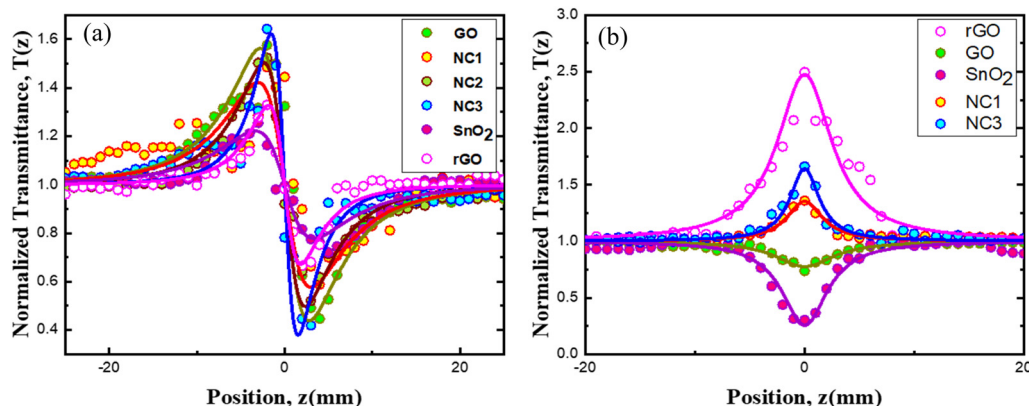 (a)
GO
NC1
NC2
NC3
SnO2
rGO
1.6
1.4
1.2
1.0
0.8
0.6
0.4
Normalized Transmittance, T(z)
-20
0
20
Position, z(mm)
(b)
rGO
GO
SnO2
NC1
NC3
3.0
2.5
2.0
1.5
1.0
0.5
0.0
Normalized Transmittance, T(z)
-20
-10
0
10
20
Position, z(mm)